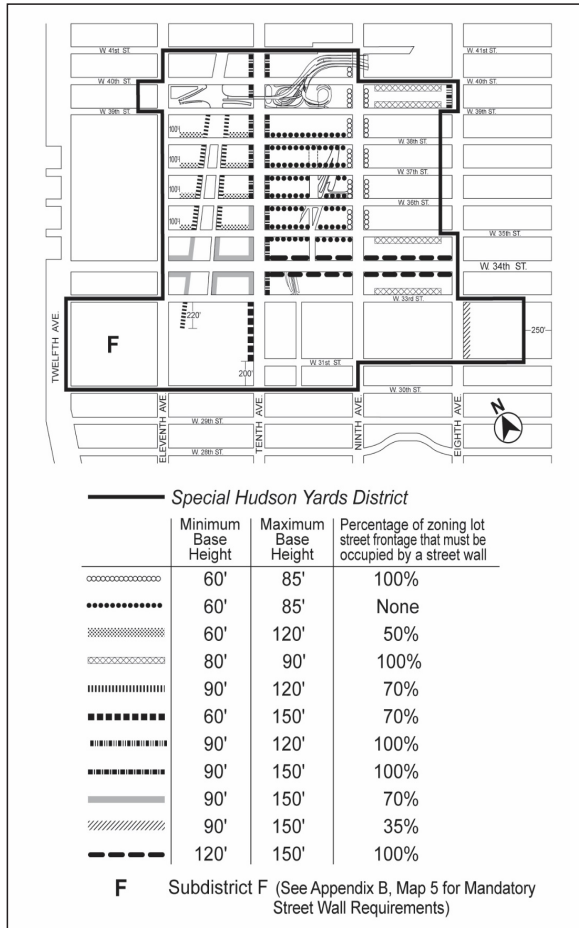 W. 41st ST.
W. 41st ST.
W. 40th ST.
W. 40th ST.
W. 39th ST.
W. 39th ST.
100'
W. 38th ST.
100'
W. 37th ST.
100'
W. 36th ST.
100'
W. 35th ST.
W. 34th ST.
W. 33rd ST.
TWELFTH AVE.
F
220'
250'
200'
W. 31st ST.
W. 30th ST.
ELEVENTH AVE.
TENTH AVE.
NINTH AVE.
EIGHTH AVE.
N
W. 29th ST.
W. 28th ST.
Special Hudson Yards District
Minimum Base Height
Maximum Base Height
Percentage of zoning lot street frontage that must be occupied by a street wall
60' 85' 100%
60' 85' None
60' 120' 50%
80' 90' 100%
90' 120' 70%
60' 150' 70%
90' 120' 100%
90' 150' 100%
90' 150' 70%
90' 150' 35%
120' 150' 100%
F Subdistrict F (See Appendix B, Map 5 for Mandatory
Street Wall Requirements)